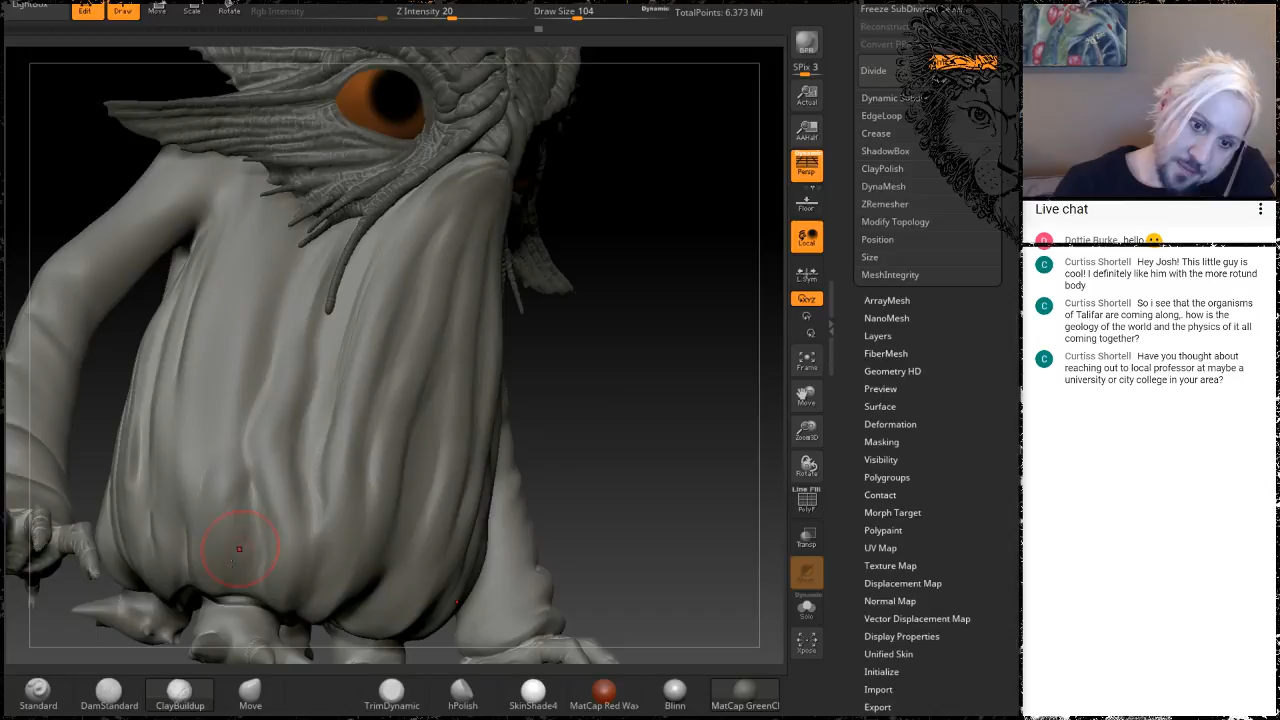 LightBox
Edit
Draw
Move
Scale
Rotate
Rgb Intensity
Z Intensity 20
Draw Size 104
Dynamic
TotalPoints: 6.373 Mil
BPR
SPix 3
Actual
AAHalf
Dynamic
Persp
Floor
Local
L.Sym
XYZ
Frame
Move
Zoom3D
Rotate
Line Fill
PolyF
Transp
Dynamic
Solo
Xpose
Divide
EdgeLoop
Crease
ShadowBox
ClayPolish
DynaMesh
ZRemesher
Modify Topology
Position
Size
MeshIntegrity
ArrayMesh
NanoMesh
Layers
FiberMesh
Geometry HD
Preview
Surface
Deformation
Masking
Visibility
Polygroups
Contact
Morph Target
Polypaint
UV Map
Texture Map
Displacement Map
Normal Map
Vector Displacement Map
Display Properties
Unified Skin
Initialize
Import
Export
Standard
DamStandard
ClayBuildup
Move
TrimDynamic
hPolish
SkinShade4
MatCap Red Wax
Blinn
MatCap GreenCl
Live chat
D Dottie Burke hello
C Curtiss Shortell Hey Josh! This little guy is
cool! I definitely like him with the more rotund
body
C Curtiss Shortell So i see that the organisms
of Talifar are coming along,. how is the
geology of the world and the physics of it all
coming together?
C Curtiss Shortell Have you thought about
reaching out to local professor at maybe a
university or city college in your area?